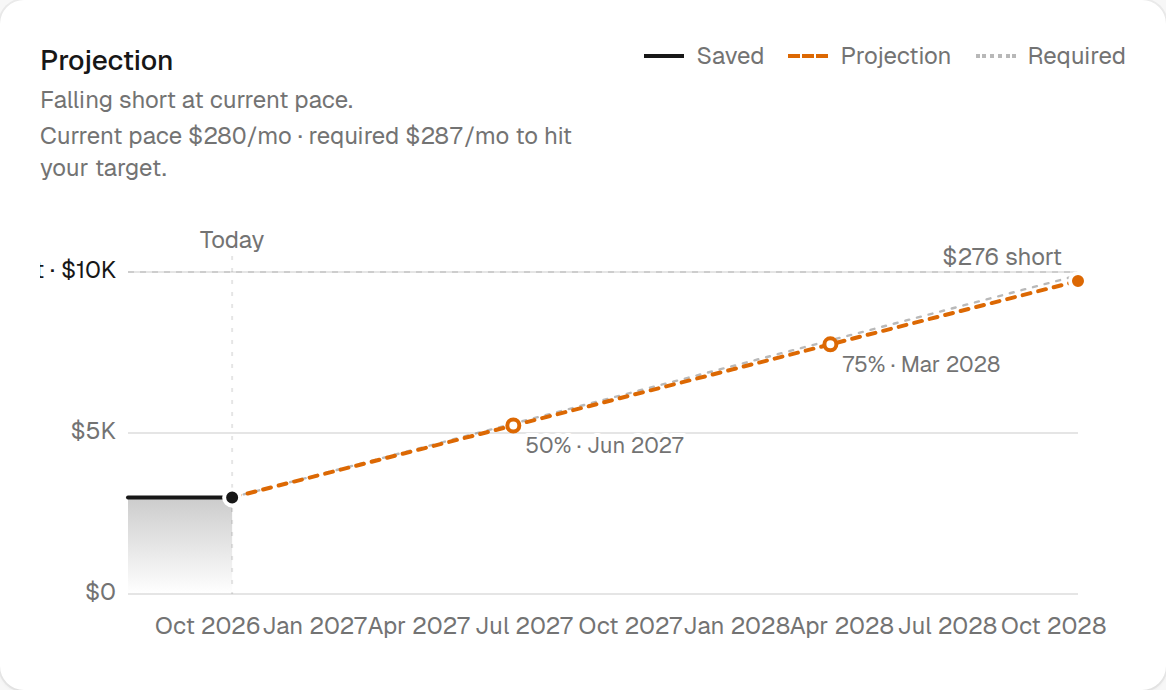 Projection
Saved Projection Required
Falling short at current pace.
Current pace $280/mo · required $287/mo to hit
your target.
Today
$276 short
t · $10K
75% · Mar 2028
$5K
50% · Jun 2027
$0
Oct 2026 Jan 2027 Apr 2027 Jul 2027 Oct 2027 Jan 2028 Apr 2028 Jul 2028 Oct 2028